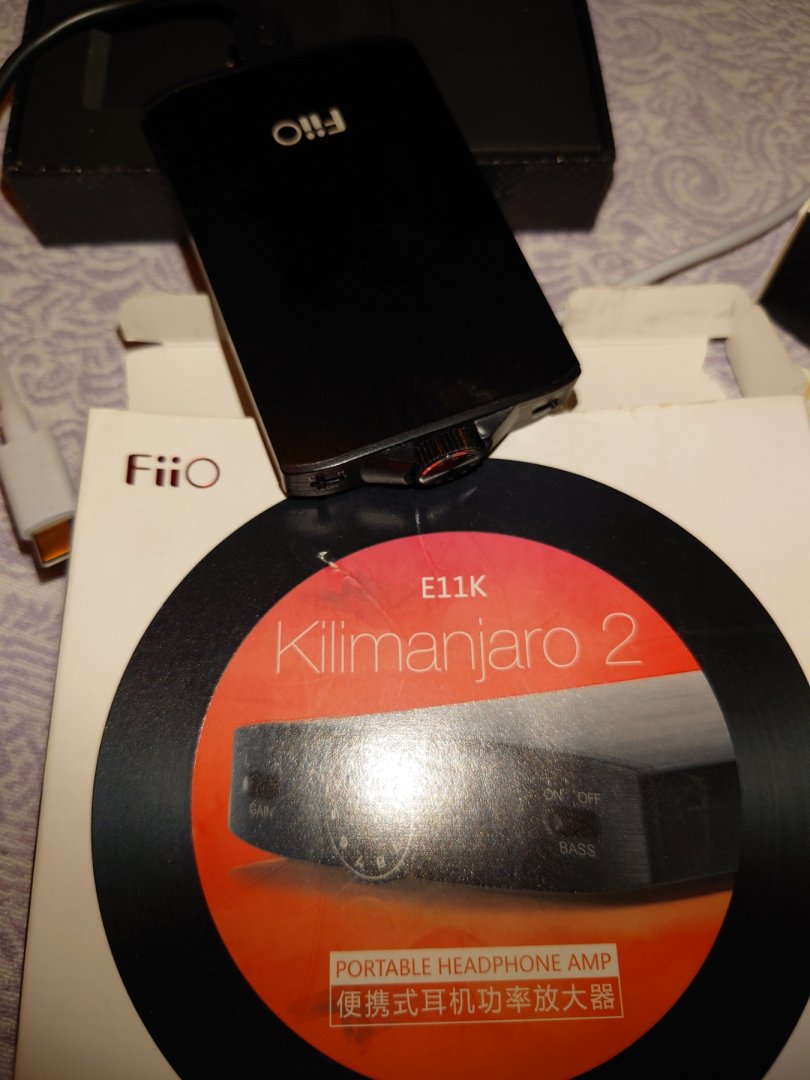 FiiO
FiiO
E11K
Kilimanjaro 2
GAIN
ON OFF
BASS
PORTABLE HEADPHONE AMP
便携式耳机功率放大器